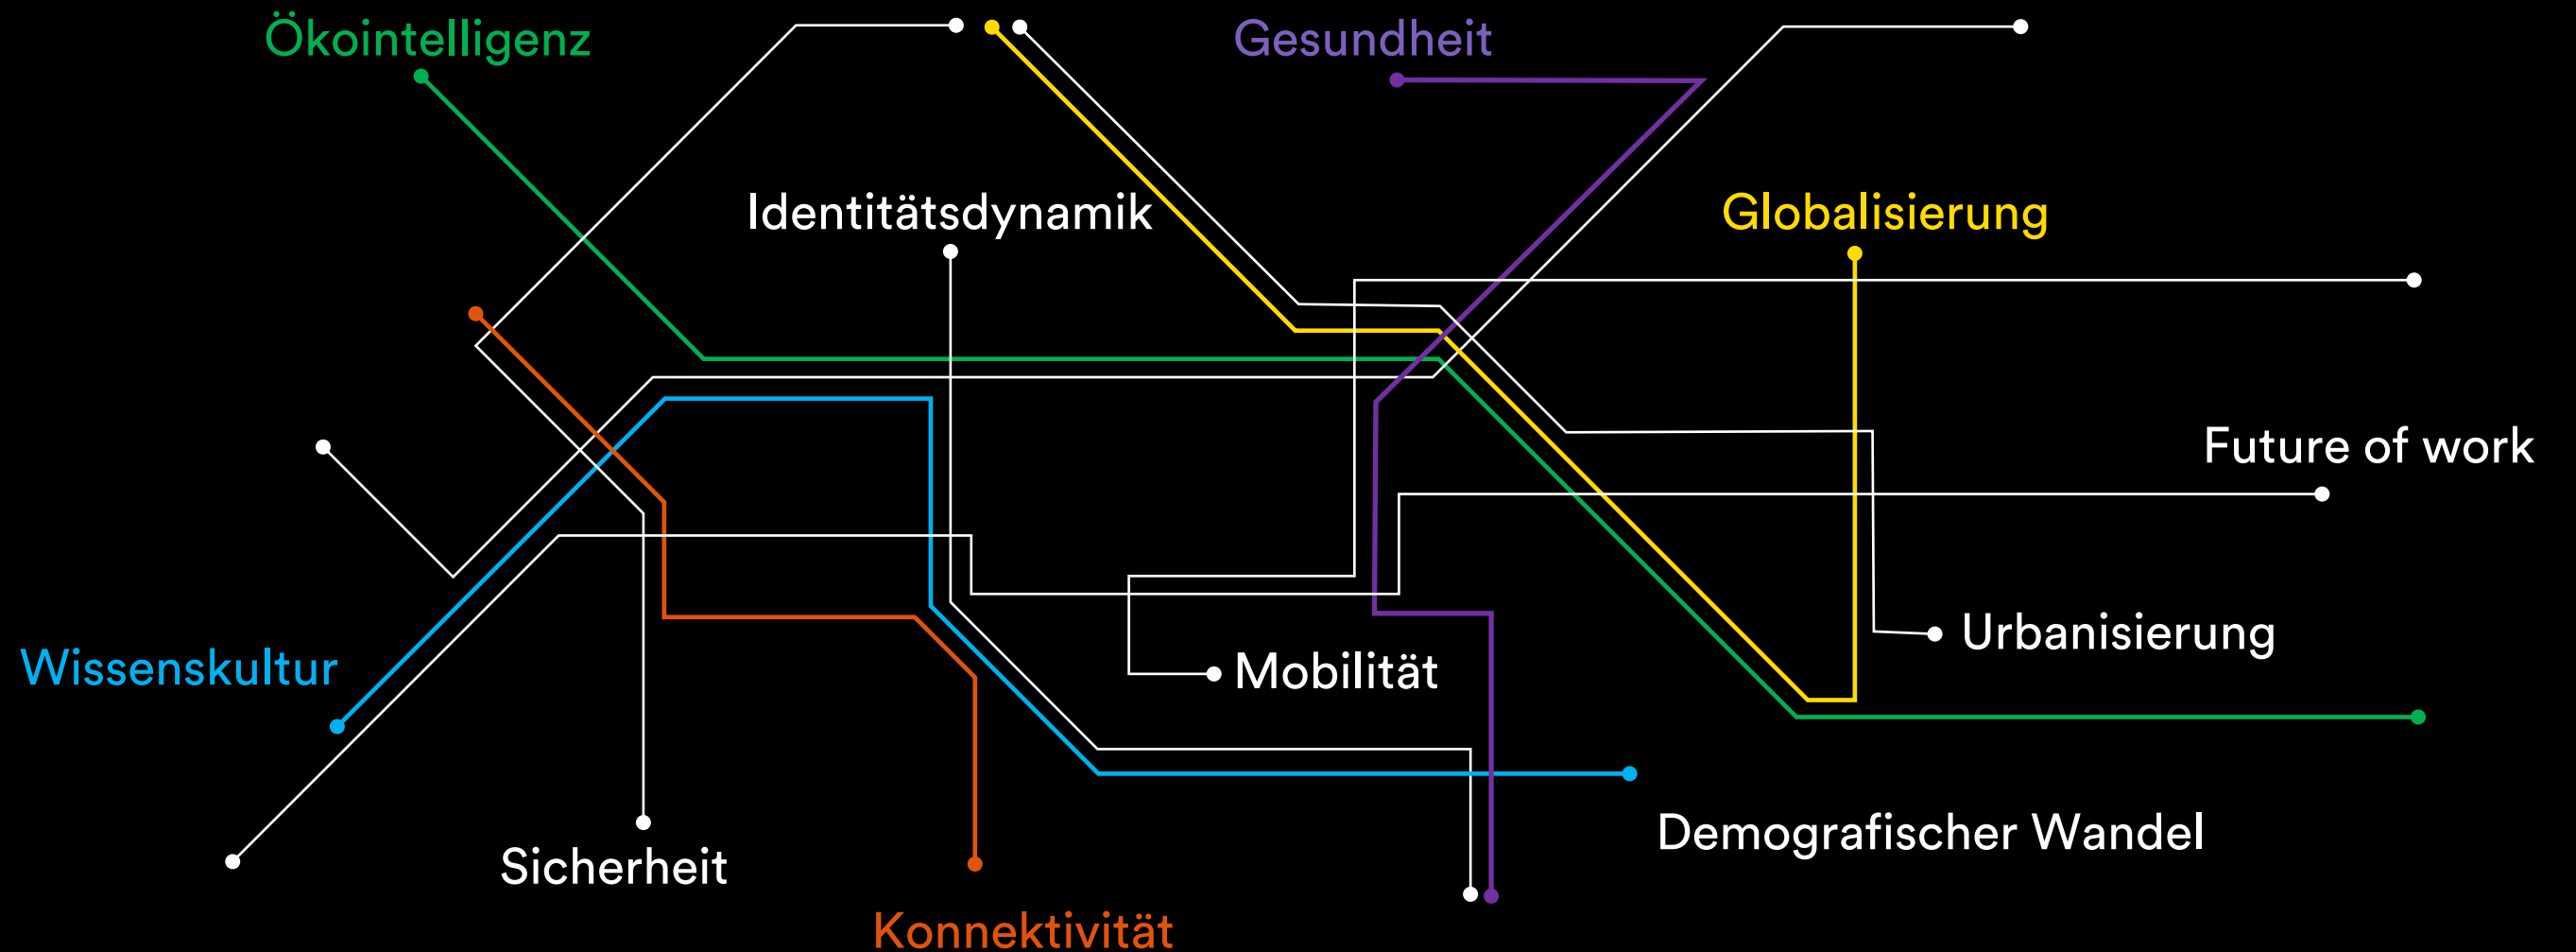 Ökointelligenz
Gesundheit
Identitätsdynamik
Globalisierung
Future of work
Urbanisierung
Wissenskultur
Mobilität
Demografischer Wandel
Sicherheit
Konnektivität